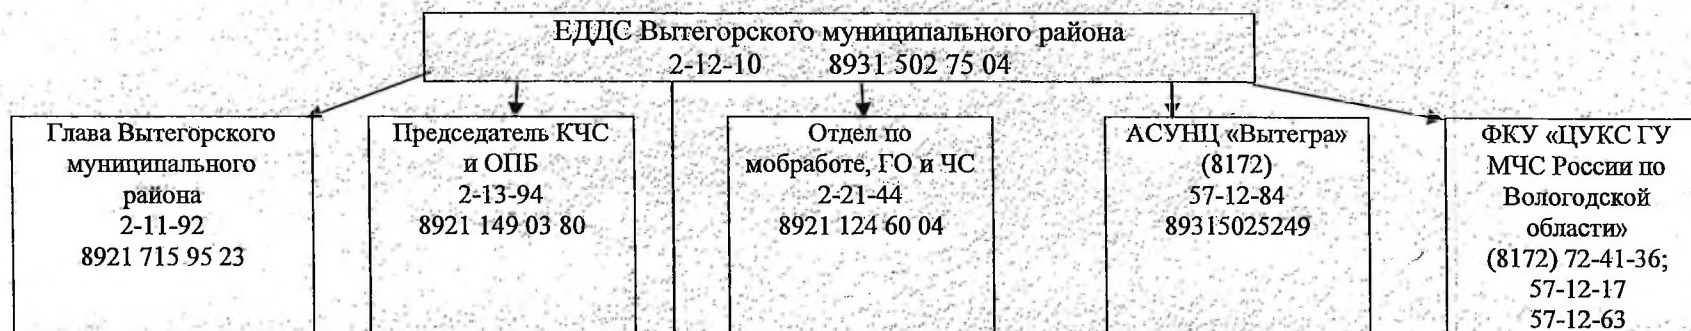 ЕДДС Вытегорского муниципального района
2-12-10 8931 502 75 04
Глава Вытегорского
муниципального
района
2-11-92
8921 715 95 23
Председатель КЧС
и ОПБ
2-13-94
8921 149 03 80
Отдел по
мобработе, ГО и ЧС
2-21-44
8921 124 60 04
АСУНЦ «Вытегра»
(8172)
57-12-84
89315025249
ФКУ «ЦУКС ГУ
МЧС России по
Вологодской
области»
(8172) 72-41-36;
57-12-17
57-12-63